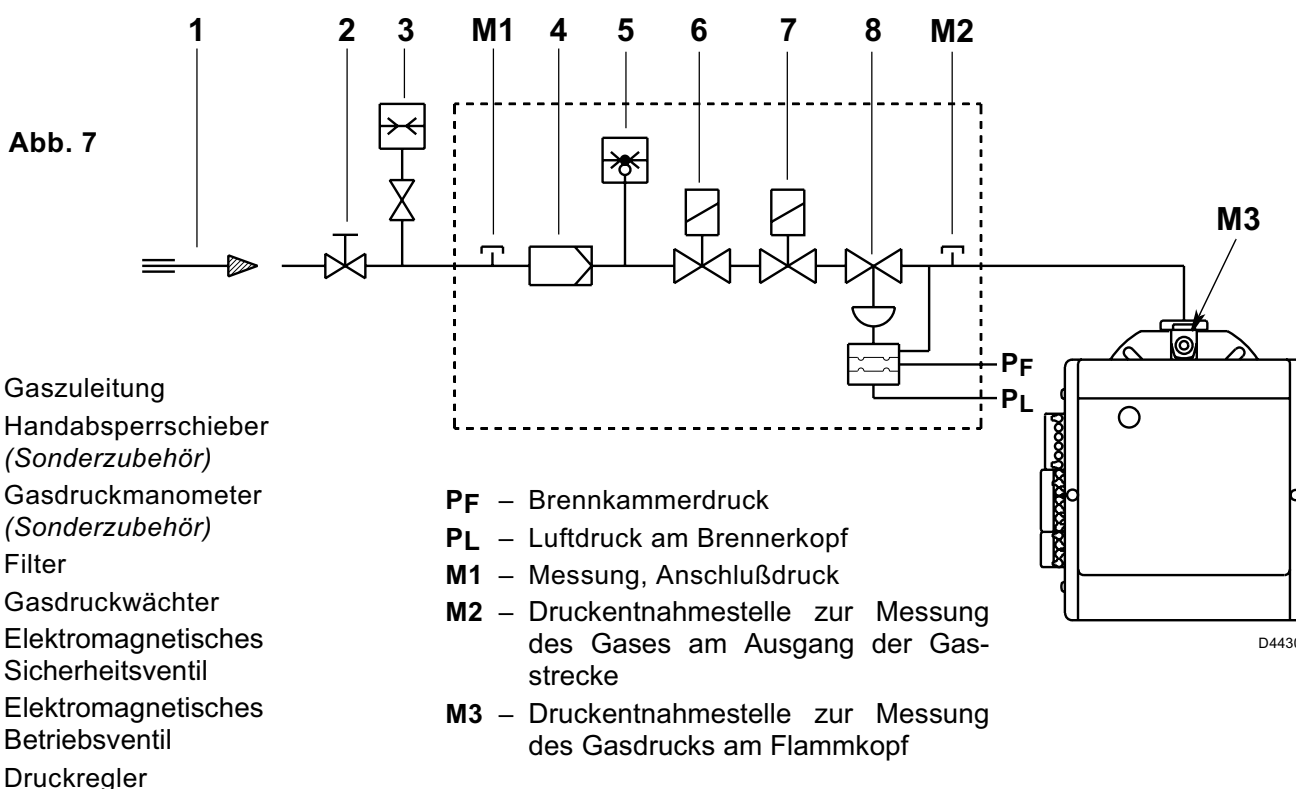 1 2 3 M1 4 5 6 7 8 M2
Abb. 7
M3
PF
PL
D4430
Gaszuleitung
Handabsperrschieber
(Sonderzubehör)
Gasdruckmanometer
(Sonderzubehör)
Filter
Gasdruckwächter
Elektromagnetisches
Sicherheitsventil
Elektromagnetisches
Betriebsventil
Druckregler
PF – Brennkammerdruck
PL – Luftdruck am Brennerkopf
M1 – Messung, Anschlußdruck
M2 – Druckentnahmestelle zur Messung
des Gases am Ausgang der Gas-
strecke
M3 – Druckentnahmestelle zur Messung
des Gasdrucks am Flammkopf